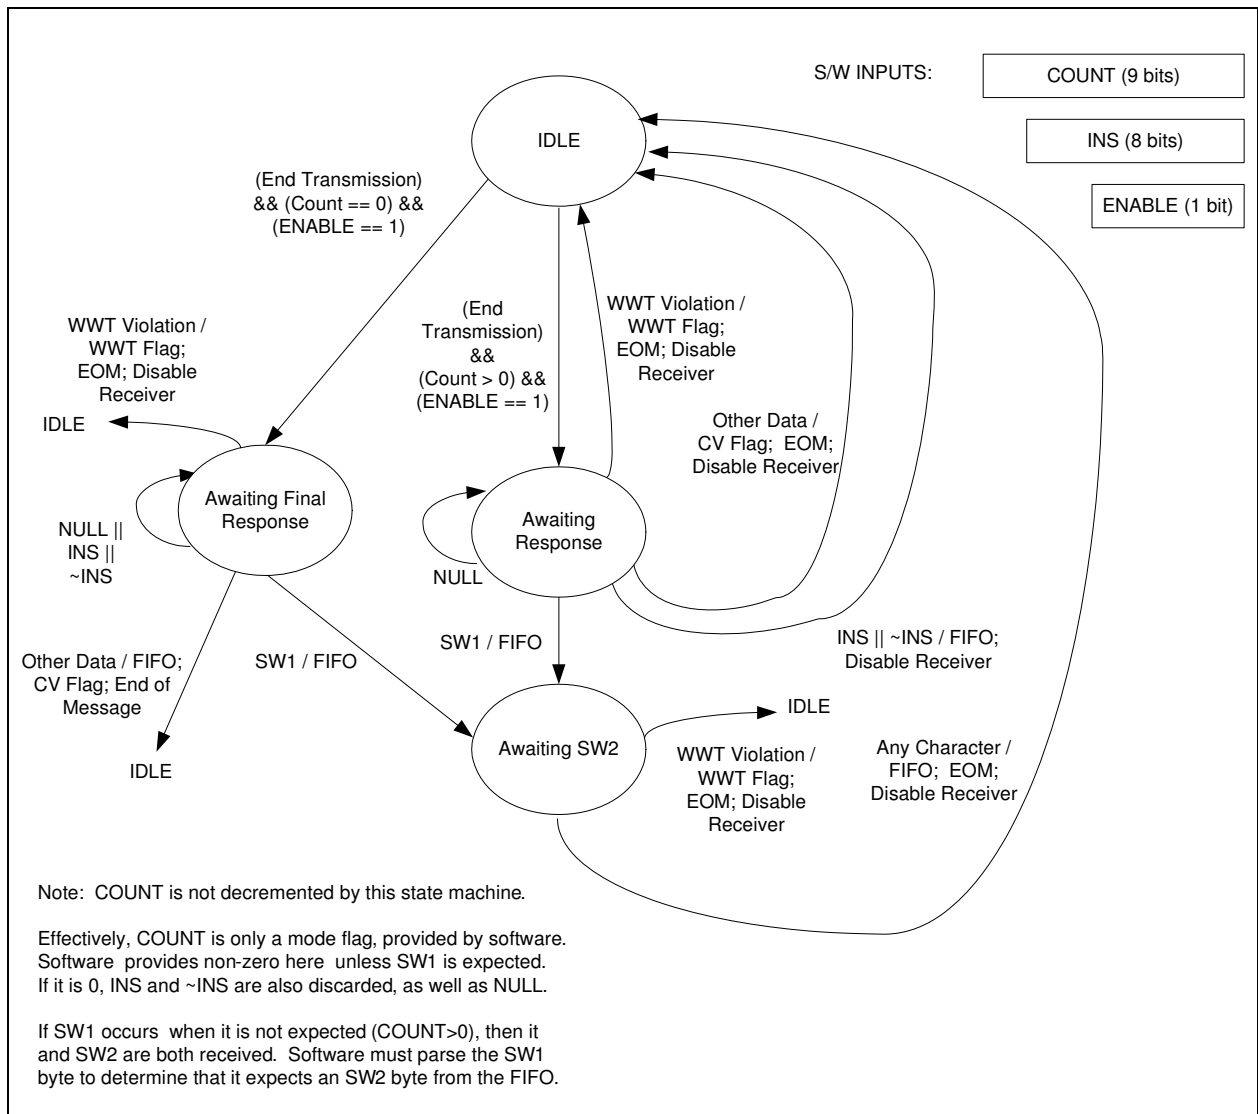 S/W INPUTS:
COUNT (9 bits)
INS (8 bits)
ENABLE (1 bit)
IDLE
(End Transmission)
&& (Count == 0) &&
(ENABLE == 1)
(End
Transmission)
&&
(Count > 0) &&
(ENABLE == 1)
WWT Violation /
WWT Flag;
EOM; Disable
Receiver
WWT Violation /
WWT Flag;
EOM; Disable
Receiver
Other Data /
CV Flag; EOM;
Disable Receiver
IDLE
Awaiting Final
Response
NULL ||
INS ||
~INS
Awaiting
Response
NULL
SW1 / FIFO
INS || ~INS / FIFO;
Disable Receiver
Other Data / FIFO;
CV Flag; End of
Message
SW1 / FIFO
IDLE
Awaiting SW2
IDLE
WWT Violation /
WWT Flag;
EOM; Disable
Receiver
Any Character /
FIFO; EOM;
Disable Receiver
Note: COUNT is not decremented by this state machine.
Effectively, COUNT is only a mode flag, provided by software.
Software provides non-zero here unless SW1 is expected.
If it is 0, INS and ~INS are also discarded, as well as NULL.
If SW1 occurs when it is not expected (COUNT>0), then it
and SW2 are both received. Software must parse the SW1
byte to determine that it expects an SW2 byte from the FIFO.